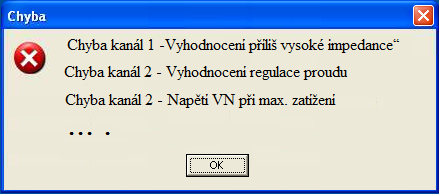 Chyba
Chyba kanál 1 -Vyhodnocení příliš vysoké impedance“
Chyba kanál 2 - Vyhodnocení regulace proudu
Chyba kanál 2 - Napětí VN při max. zatížení
... .
OK